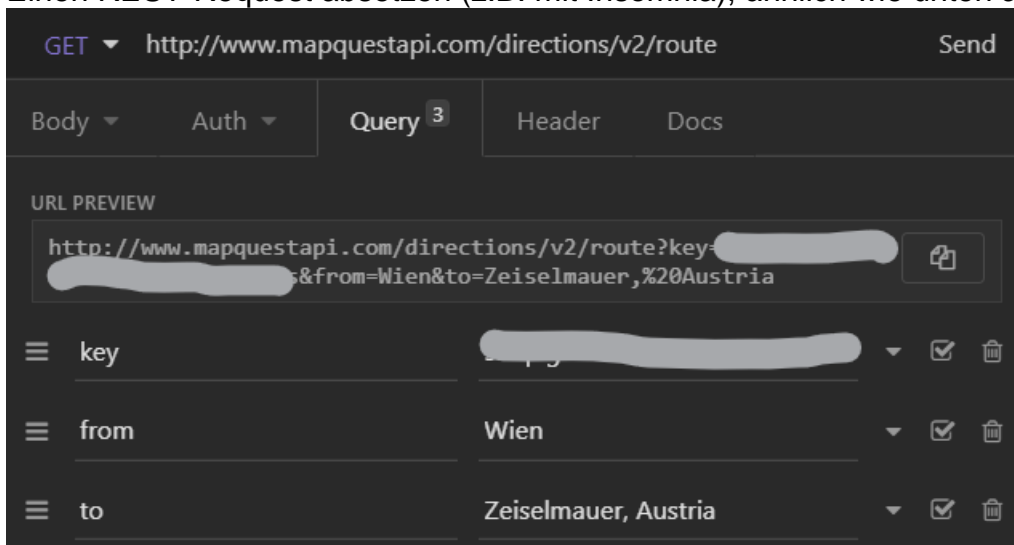 GET http://www.mapquestapi.com/directions/v2/route Send
Body Auth Query 3 Header Docs
URL PREVIEW
http://www.mapquestapi.com/directions/v2/route?key=
&from=Wien&to=Zeiselmauer,%20Austria
key
from Wien
to Zeiselmauer, Austria